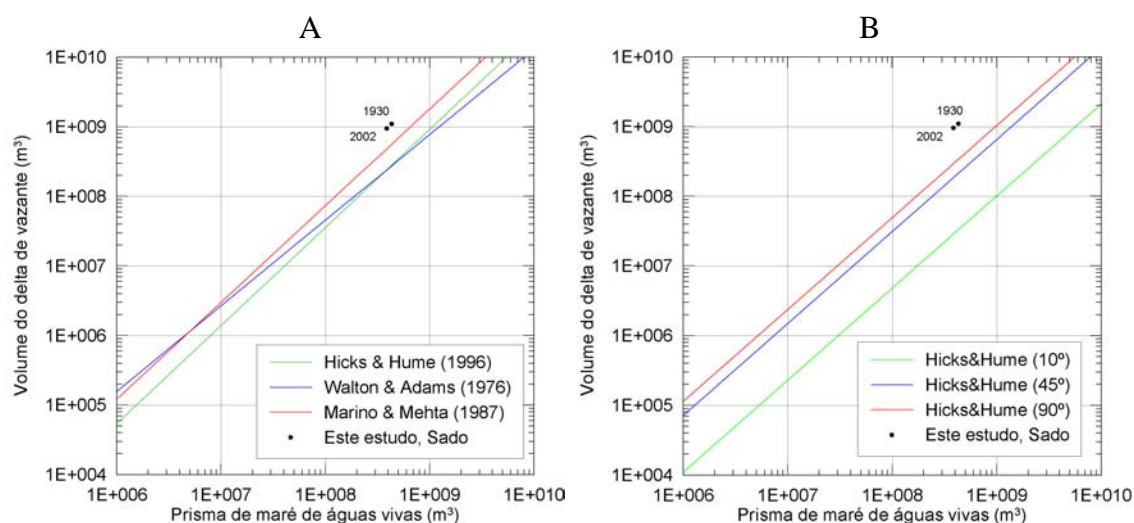 A
1E+010
1E+009
1E+008
1E+007
1E+006
1E+005
1E+004
Volume do delta de vazante (m³)
1930
2002
Hicks & Hume (1996)
Walton & Adams (1976)
Marino & Mehta (1987)
Este estudo, Sado
1E+006 1E+007 1E+008 1E+009 1E+010
Prisma de maré de águas vivas (m³)
B
1E+010
1E+009
1E+008
1E+007
1E+006
1E+005
1E+004
Volume do delta de vazante (m³)
1930
2002
Hicks&Hume (10º)
Hicks&Hume (45º)
Hicks&Hume (90º)
Este estudo, Sado
1E+006 1E+007 1E+008 1E+009 1E+010
Prisma de maré de águas vivas (m³)